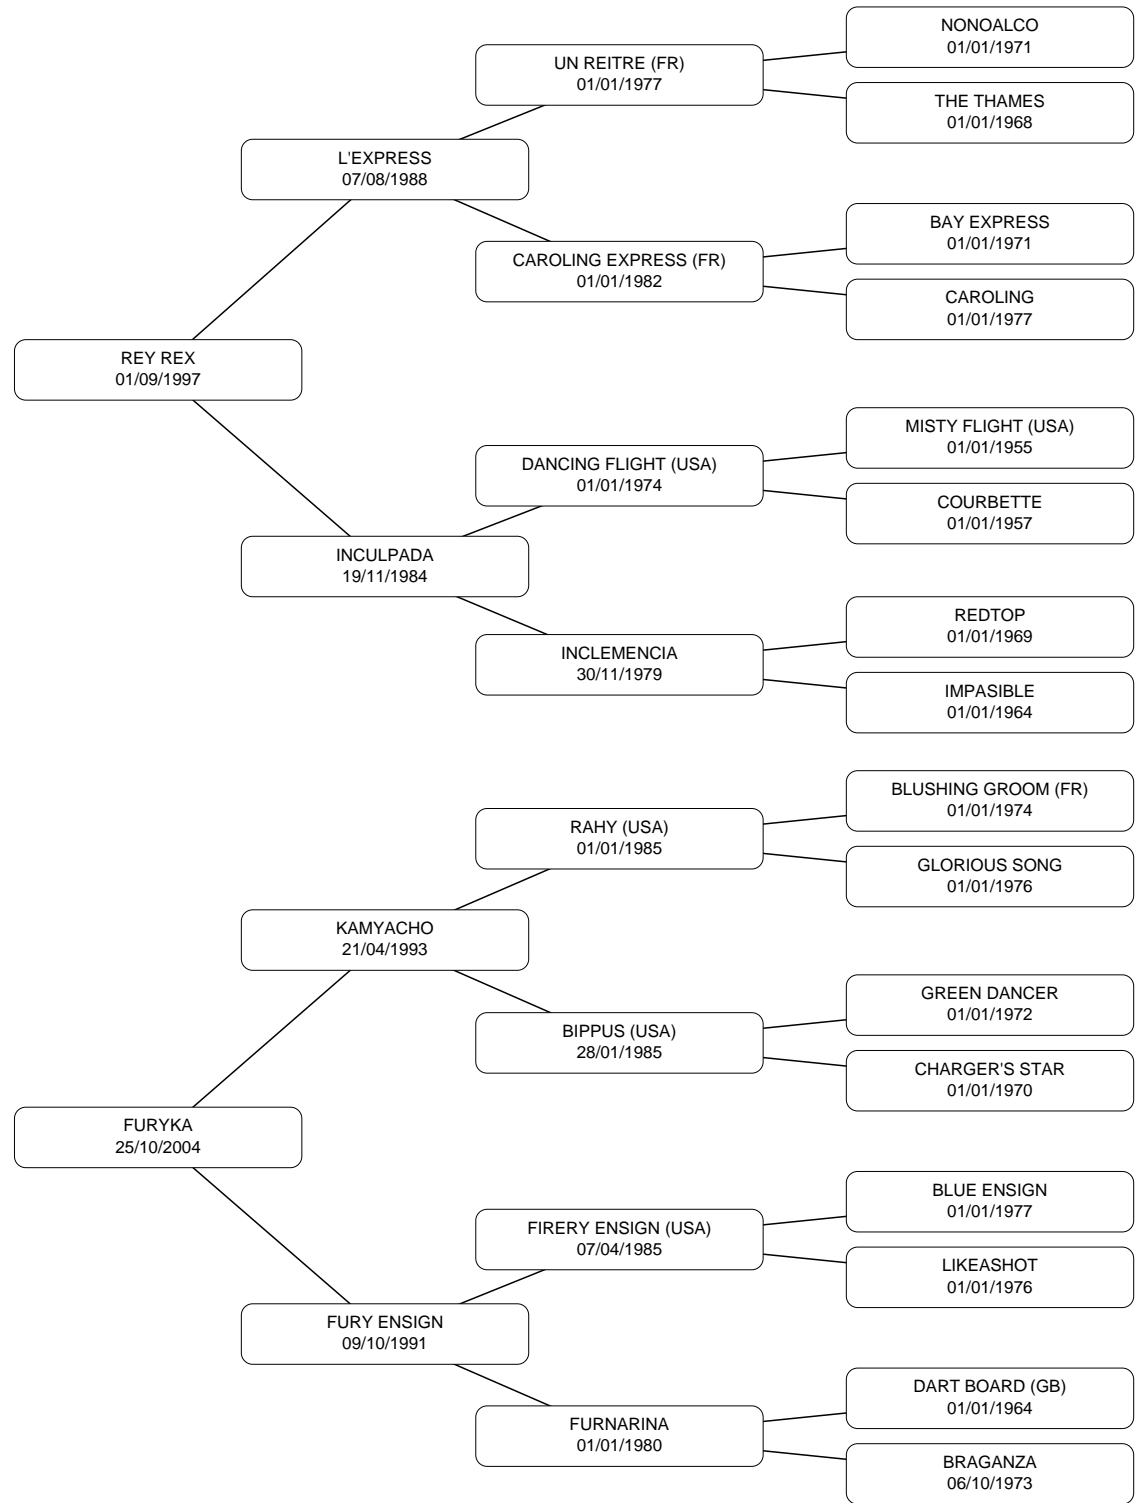 NONOALCO
01/01/1971
UN REITRE (FR)
01/01/1977
THE THAMES
01/01/1968
L'EXPRESS
07/08/1988
BAY EXPRESS
01/01/1971
CAROLING EXPRESS (FR)
01/01/1982
CAROLING
01/01/1977
REY REX
01/09/1997
MISTY FLIGHT (USA)
01/01/1955
DANCING FLIGHT (USA)
01/01/1974
COURBETTE
01/01/1957
INCULPADA
19/11/1984
REDTOP
01/01/1969
INCLEMENCIA
30/11/1979
IMPASIBLE
01/01/1964
BLUSHING GROOM (FR)
01/01/1974
RAHY (USA)
01/01/1985
GLORIOUS SONG
01/01/1976
KAMYACHO
21/04/1993
GREEN DANCER
01/01/1972
BIPPUS (USA)
28/01/1985
CHARGER'S STAR
01/01/1970
FURYKA
25/10/2004
BLUE ENSIGN
01/01/1977
FIRERY ENSIGN (USA)
07/04/1985
LIKEASHOT
01/01/1976
FURY ENSIGN
09/10/1991
DART BOARD (GB)
01/01/1964
FURNARINA
01/01/1980
BRAGANZA
06/10/1973